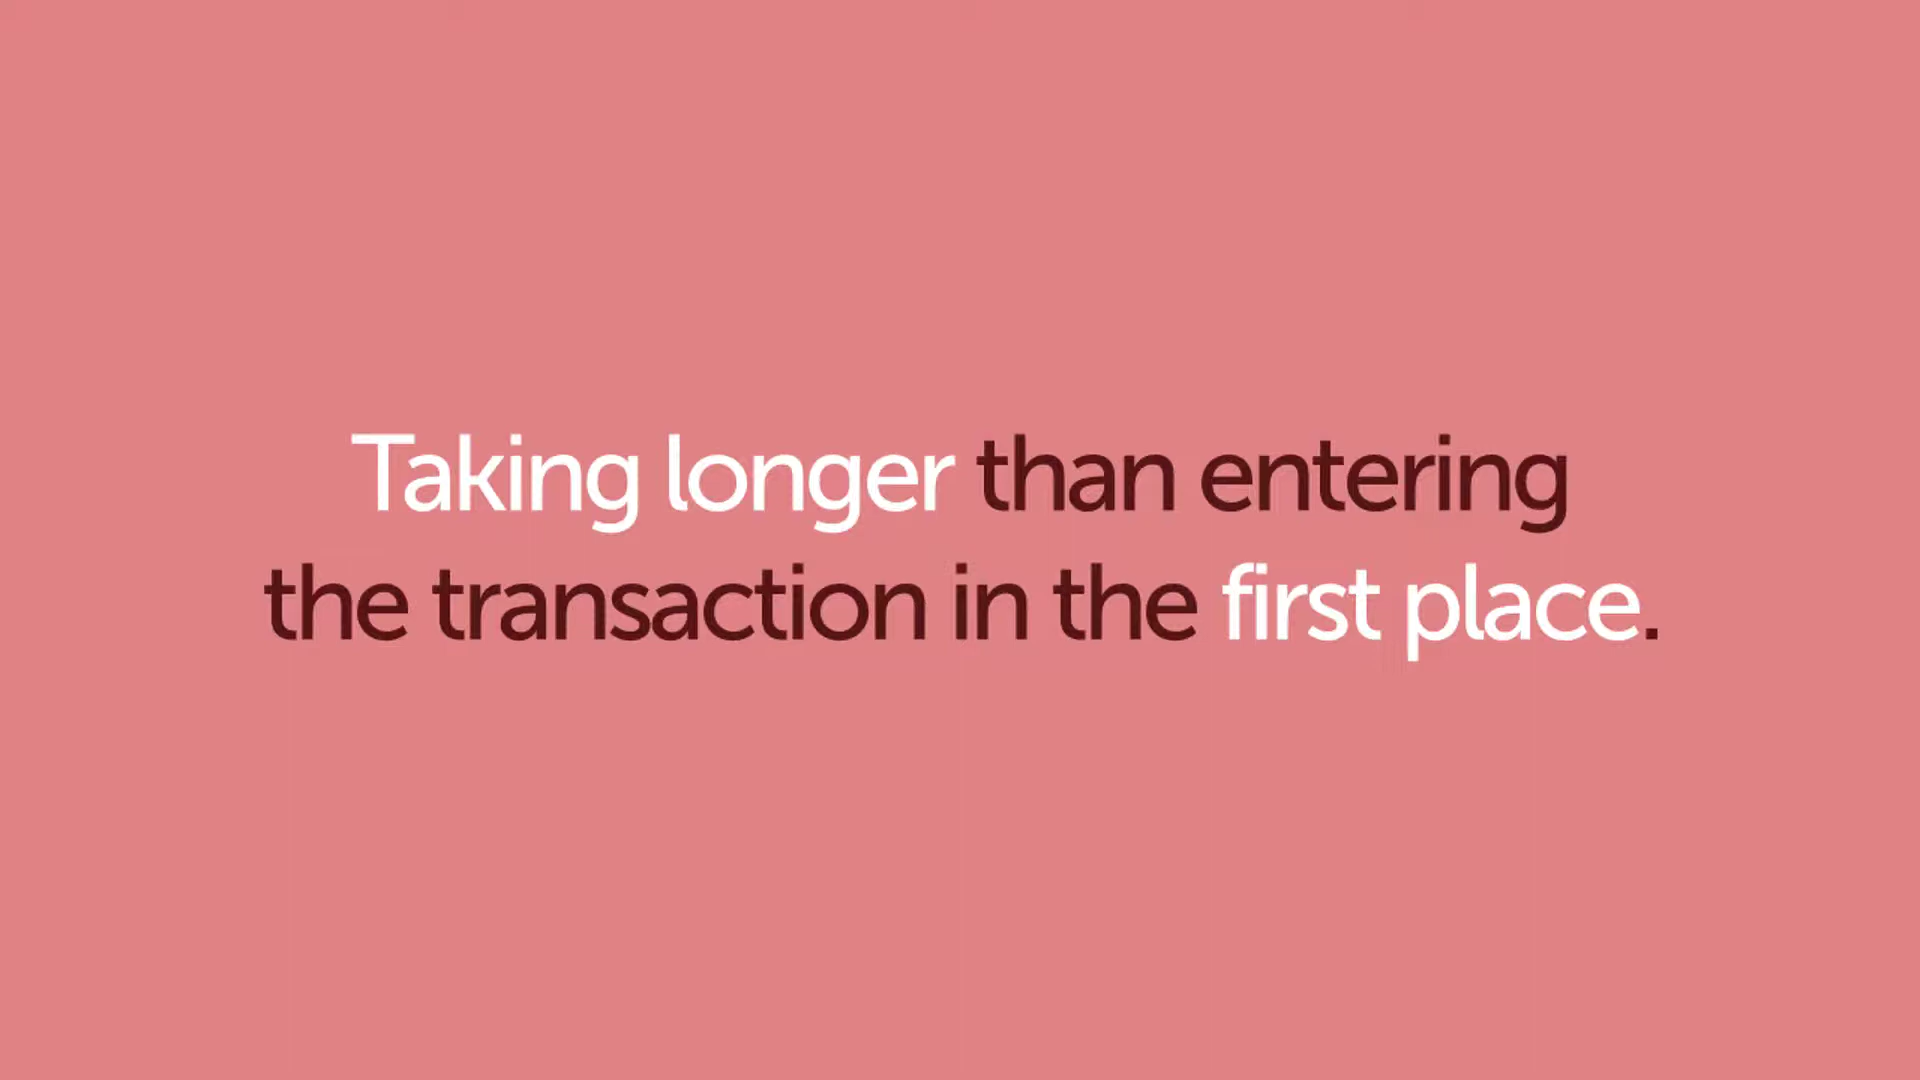 Taking longer than entering
the transaction in the first place.